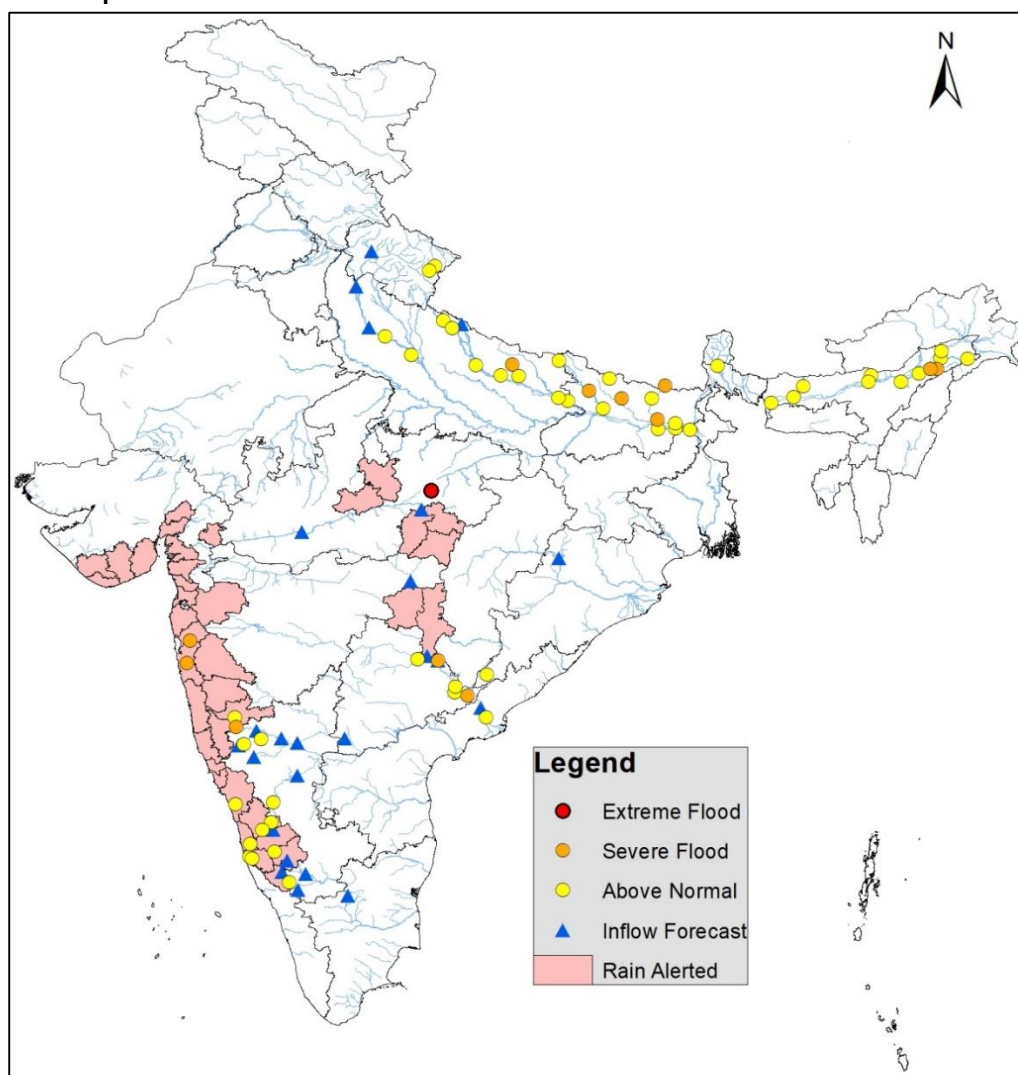 N
Legend
Extreme Flood
Severe Flood
Above Normal
Inflow Forecast
Rain Alerted